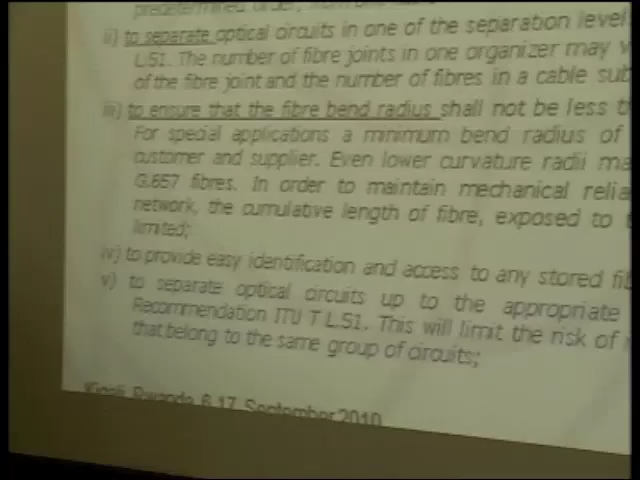 predetermined order, from one
ii) to separate optical circuits in one of the separation level
L.51. The number of fibre joints in one organizer may
of the fibre joint and the number of fibres in a cable sub
iii) to ensure that the fibre bend radius shall not be less t
For special applications a minimum bend radius of
customer and supplier. Even lower curvature radii ma
G.657 fibres. In order to maintain mechanical relia
network, the cumulative length of fibre, exposed to
limited;
iv) to provide easy identification and access to any stored fib
v) to separate optical circuits up to the appropriate
Recommendation ITU T L.51. This will limit the risk of
that belong to the same group of circuits;
Kigali, Rwanda, 6-17 September 2010